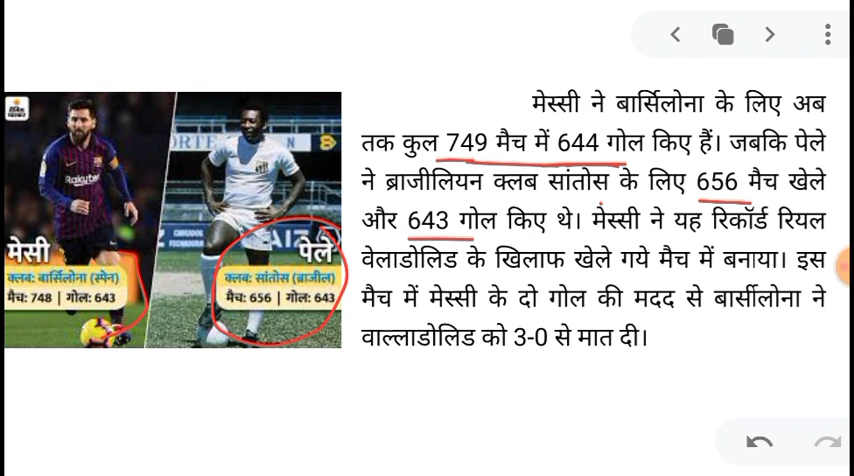 मेस्सी ने बार्सिलोना के लिए अब
तक कुल 749 मैच में 644 गोल किए हैं। जबकि पेले
ने ब्राजीलियन क्लब सांतोस के लिए 656 मैच खेले
और 643 गोल किए थे। मेस्सी ने यह रिकॉर्ड रियल
वेलाडोलिड के खिलाफ खेले गये मैच में बनाया। इस
मैच में मेस्सी के दो गोल की मदद से बार्सीलोना ने
वाल्लाडोलिड को 3-0 से मात दी।
मेसी
क्लब: बार्सिलोना (स्पेन)
मैच: 748 | गोल: 643
पेले
क्लब: सांतोस (ब्राजील)
मैच: 656 | गोल: 643
Rakuten